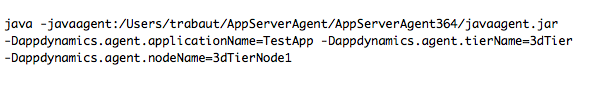 java -javaagent:/Users/trabaut/AppServerAgent/AppServerAgent364/javaagent.jar
-Dappdynamics.agent.applicationName=TestApp -Dappdynamics.agent.tierName=3dTier
-Dappdynamics.agent.nodeName=3dTierNode1